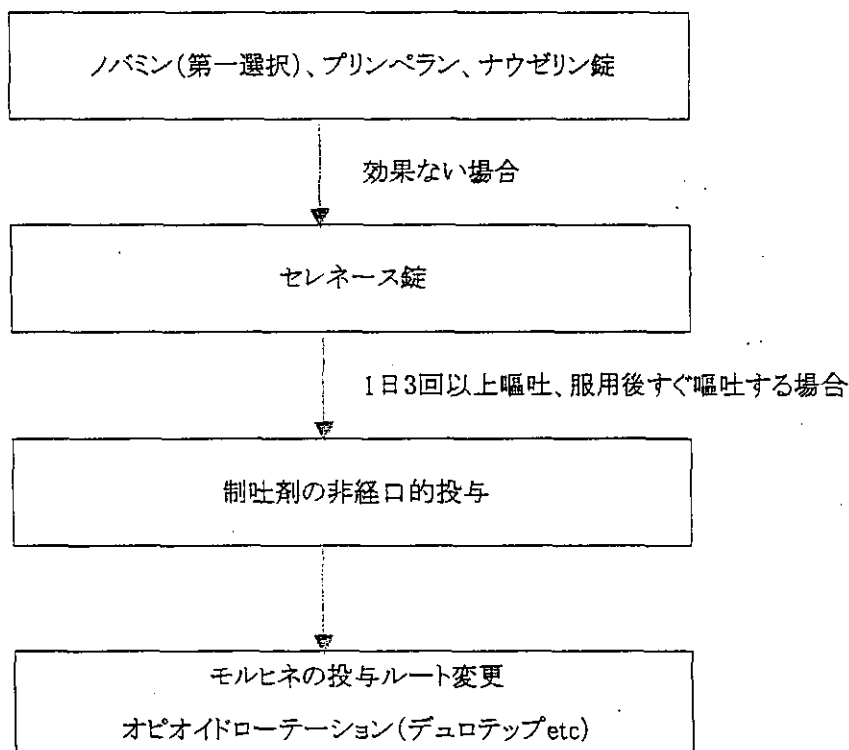 ノバミン(第一選択)、プリンペラン、ナウゼリン錠
効果ない場合
セレネース錠
1日3回以上嘔吐、服用後すぐ嘔吐する場合
制吐剤の非経口的投与
モルヒネの投与ルート変更
オピオイドローテーション(デュロテップetc)